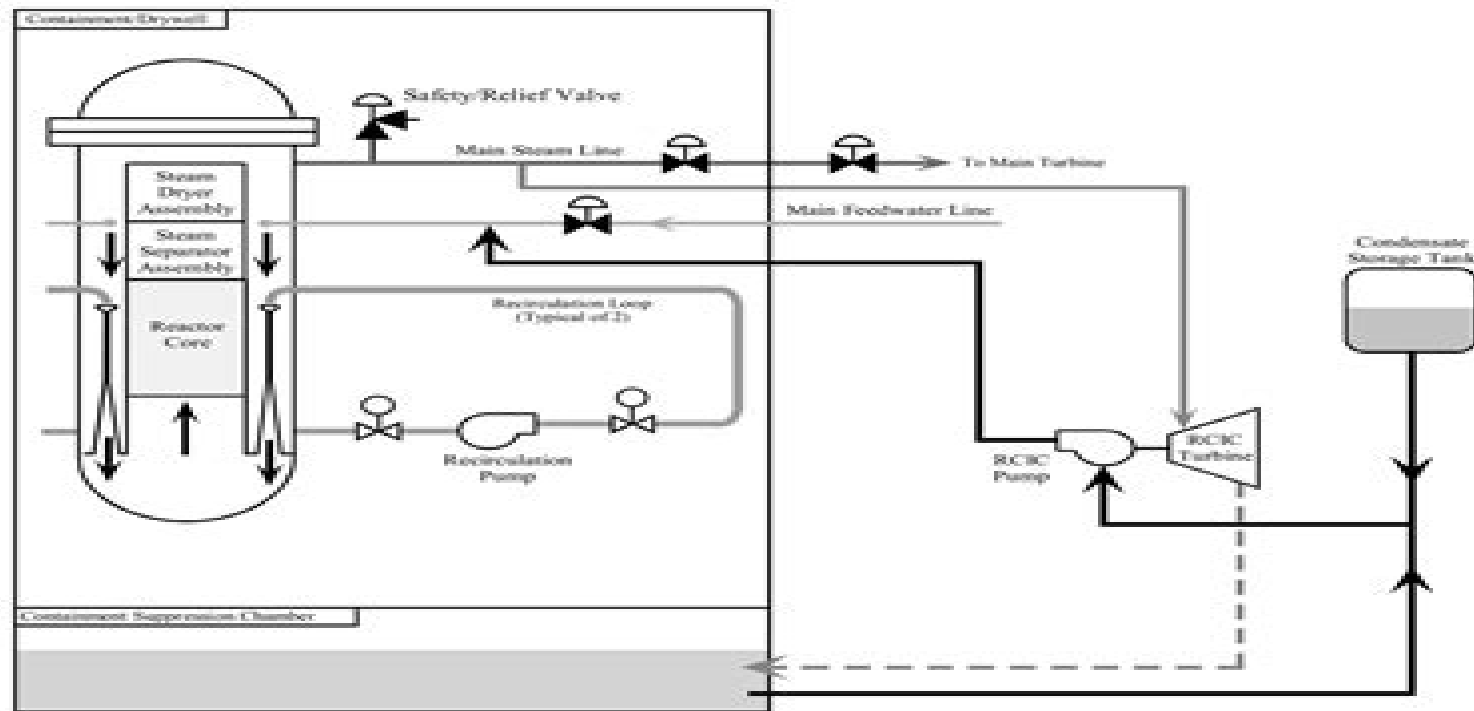 Containment/Drywell
Safety/Relief Valve
Main Steam Line
To Main Turbine
Steam
Dryer
Assembly
Main Feedwater Line
Steam
Separator
Assembly
Condensate
Storage Tank
Recirculation Loop
(Typical of 2)
Reactor
Core
Recirculation
Pump
RCIC
Pump
RCIC
Turbine
Containment Suppression Chamber